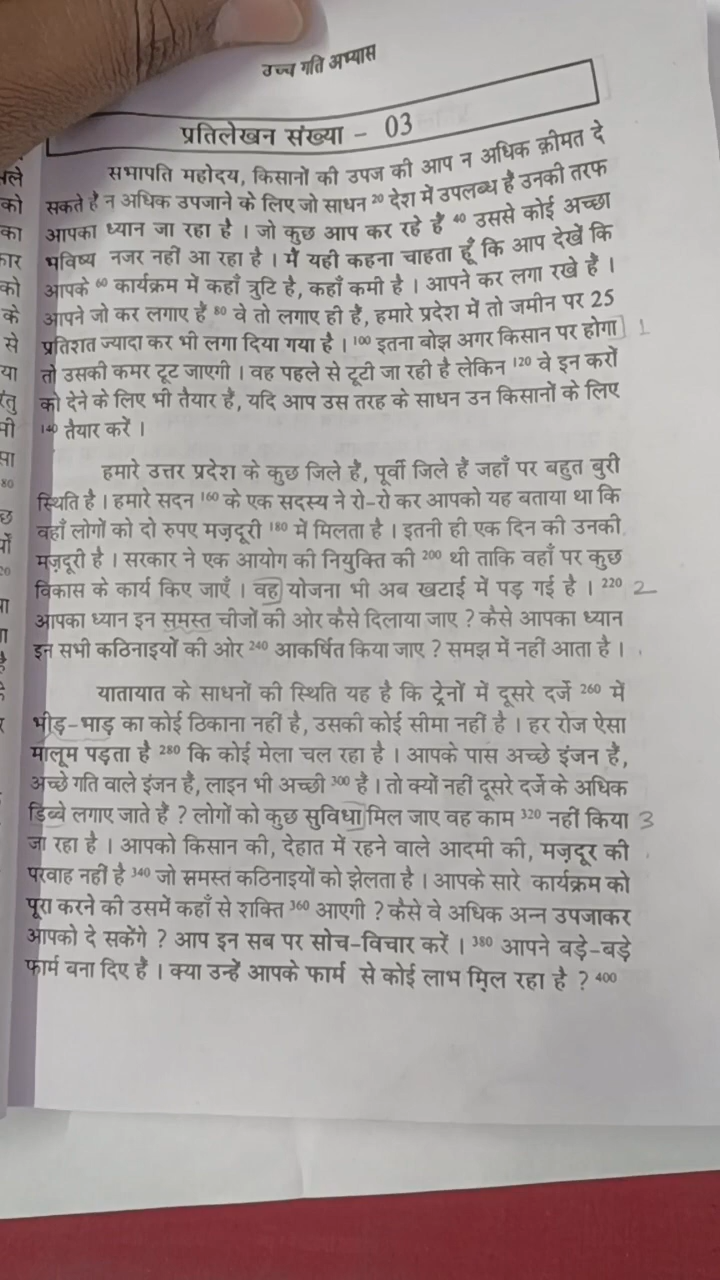 उच्च गति अभ्यास
प्रतिलेखन संख्या - 03
सभापति महोदय, किसानों की उपज की आप न अधिक क़ीमत दे
सकते हैं न अधिक उपजाने के लिए जो साधन 20 देश में उपलब्ध हैं उनकी तरफ
आपका ध्यान जा रहा है । जो कुछ आप कर रहे हैं 40 उससे कोई अच्छा
भविष्य नजर नहीं आ रहा है । मैं यही कहना चाहता हूँ कि आप देखें कि
आपके 60 कार्यक्रम में कहाँ त्रुटि है, कहाँ कमी है । आपने कर लगा रखे हैं ।
आपने जो कर लगाए हैं 80 वे तो लगाए ही हैं, हमारे प्रदेश में तो जमीन पर 25
प्रतिशत ज्यादा कर भी लगा दिया गया है । 100 इतना बोझ अगर किसान पर होगा ] 1
तो उसकी कमर टूट जाएगी । वह पहले से टूटी जा रही है लेकिन 120 वे इन करों
को देने के लिए भी तैयार हैं, यदि आप उस तरह के साधन उन किसानों के लिए
140 तैयार करें ।
हमारे उत्तर प्रदेश के कुछ जिले हैं, पूर्वी जिले हैं जहाँ पर बहुत बुरी
स्थिति है । हमारे सदन 160 के एक सदस्य ने रो-रो कर आपको यह बताया था कि
वहाँ लोगों को दो रुपए मज़दूरी 180 में मिलता है । इतनी ही एक दिन की उनकी
मज़दूरी है । सरकार ने एक आयोग की नियुक्ति की 200 थी ताकि वहाँ पर कुछ
विकास के कार्य किए जाएँ । वह योजना भी अब खटाई में पड़ गई है । 220 2
आपका ध्यान इन समस्त चीजों की ओर कैसे दिलाया जाए ? कैसे आपका ध्यान
इन सभी कठिनाइयों की ओर 240 आकर्षित किया जाए ? समझ में नहीं आता है ।
यातायात के साधनों की स्थिति यह है कि ट्रेनों में दूसरे दर्जे 260 में
भीड़-भाड़ का कोई ठिकाना नहीं है, उसकी कोई सीमा नहीं है । हर रोज ऐसा
मालूम पड़ता है 280 कि कोई मेला चल रहा है । आपके पास अच्छे इंजन हैं,
अच्छे गति वाले इंजन हैं, लाइन भी अच्छी 300 है । तो क्यों नहीं दूसरे दर्जे के अधिक
डिब्बे लगाए जाते हैं ? लोगों को कुछ सुविधा मिल जाए वह काम 320 नहीं किया 3
जा रहा है । आपको किसान की, देहात में रहने वाले आदमी की, मज़दूर की
परवाह नहीं है 340 जो समस्त कठिनाइयों को झेलता है । आपके सारे कार्यक्रम को
पूरा करने की उसमें कहाँ से शक्ति 360 आएगी ? कैसे वे अधिक अन्न उपजाकर
आपको दे सकेंगे ? आप इन सब पर सोच-विचार करें । 380 आपने बड़े-बड़े
फार्म बना दिए हैं । क्या उन्हें आपके फार्म से कोई लाभ मिल रहा है ? 400